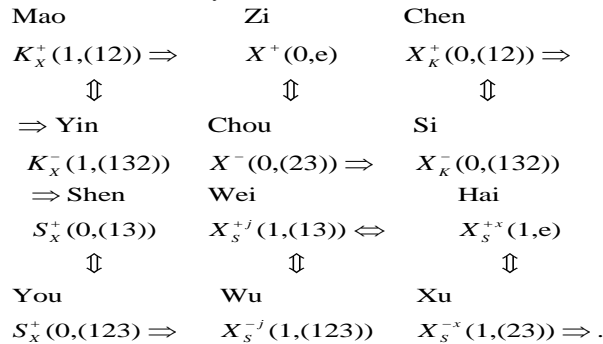 Mao Zi Chen
K_X^+(1,(12)) ⇒ X^+(0,e) X_K^+(0,(12)) ⇒
⇕ ⇕ ⇕
⇒ Yin Chou Si
K_X^-(1,(132)) X^-(0,(23)) ⇒ X_K^-(0,(132))
⇒ Shen Wei Hai
S_X^+(0,(13)) X_S^{+j}(1,(13)) ⇔ X_S^{+x}(1,e)
⇕ ⇕ ⇕
You Wu Xu
S_X^+(0,(123) ⇒ X_S^{-j}(1,(123)) X_S^{-x}(1,(23)) ⇒ .